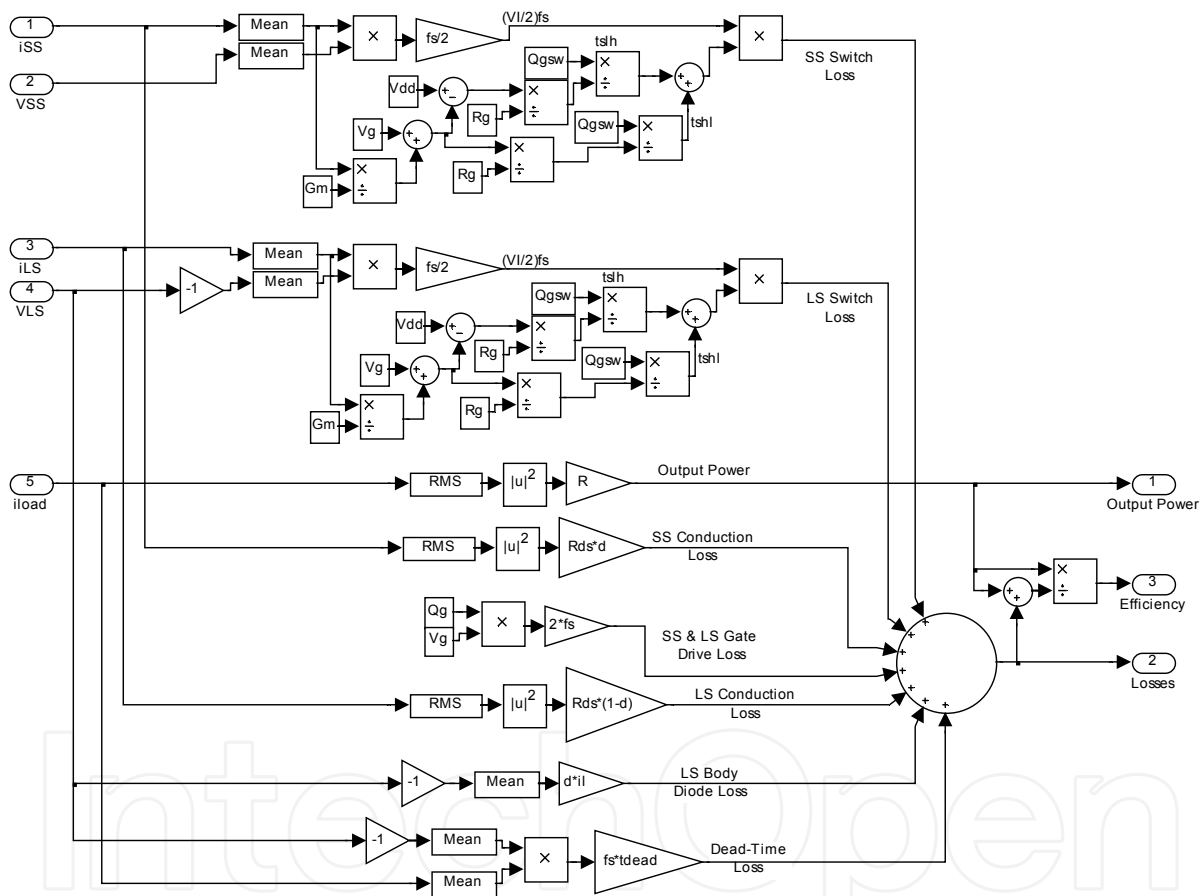 1
iSS
2
VSS
Mean
Mean
×
fs/2
(VI/2)fs
×
SS Switch
Loss
Vdd
+
−
Qgsw
tslh
×
÷
×
÷
Rg
+
+
Vg
+
+
Qgsw
×
÷
tshl
×
÷
Rg
×
÷
Gm
3
iLS
4
VLS
-1
Mean
Mean
×
fs/2
(VI/2)fs
×
LS Switch
Loss
Vdd
+
−
Qgsw
tslh
×
÷
×
÷
Rg
+
+
Vg
+
+
Qgsw
×
÷
tshl
×
÷
Rg
×
÷
Gm
5
iload
RMS
|u|²
R
Output Power
1
Output Power
RMS
|u|²
Rds*d
SS Conduction
Loss
+
+
×
÷
3
Efficiency
Qg
Vg
×
2*fs
SS & LS Gate
Drive Loss
+
+
+
+
+
+
+
2
Losses
RMS
|u|²
Rds*(1-d)
LS Conduction
Loss
-1
Mean
d*il
LS Body
Diode Loss
-1
Mean
Mean
×
fs*tdead
Dead-Time
Loss
IntechOpen